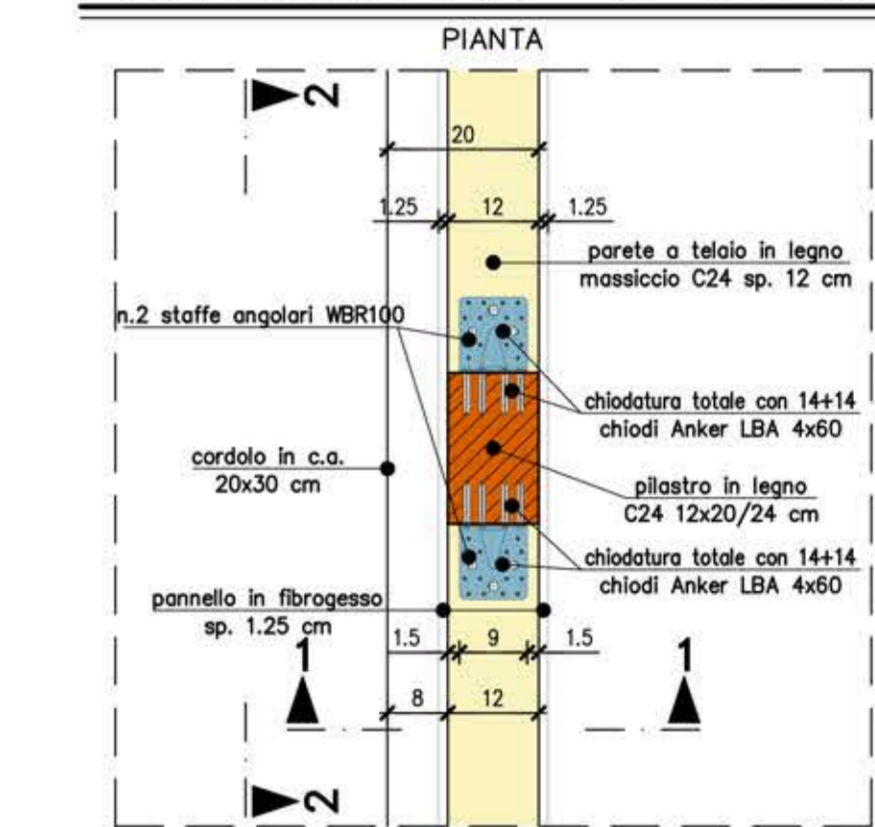 PIANTA
2
20
1.25 12 1.25
parete a telaio in legno
massiccio C24 sp. 12 cm
n.2 staffe angolari WBR100
chiodatura totale con 14+14
chiodi Anker LBA 4x60
cordolo in c.a.
20x30 cm
pilastro in legno
C24 12x20/24 cm
chiodatura totale con 14+14
chiodi Anker LBA 4x60
pannello in fibrogesso
sp. 1.25 cm
1.5 9 1.5
1 1
8 12
2